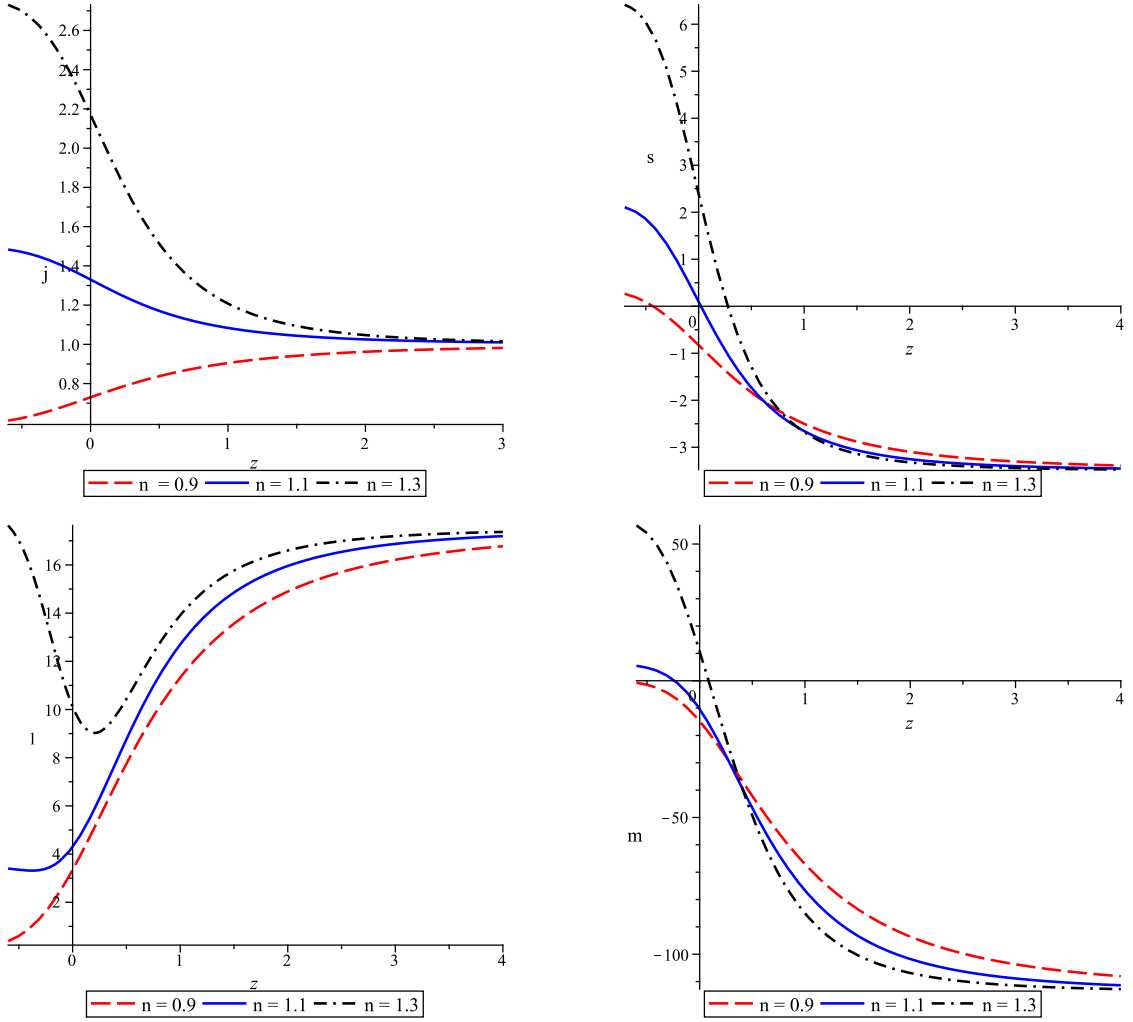 2.6
2.4
2.2
2.0
1.8
1.6
1.4
j
1.2
1.0
0.8
0 1 2 3
z
n = 0.9 n = 1.1 n = 1.3
6
5
4
s
3
2
1
0 1 2 3 4
z
−1
−2
−3
n = 0.9 n = 1.1 n = 1.3
16
14
12
10
l
8
6
4
2
0 1 2 3 4
z
n = 0.9 n = 1.1 n = 1.3
50
0 1 2 3 4
z
−50
m
−100
n = 0.9 n = 1.1 n = 1.3